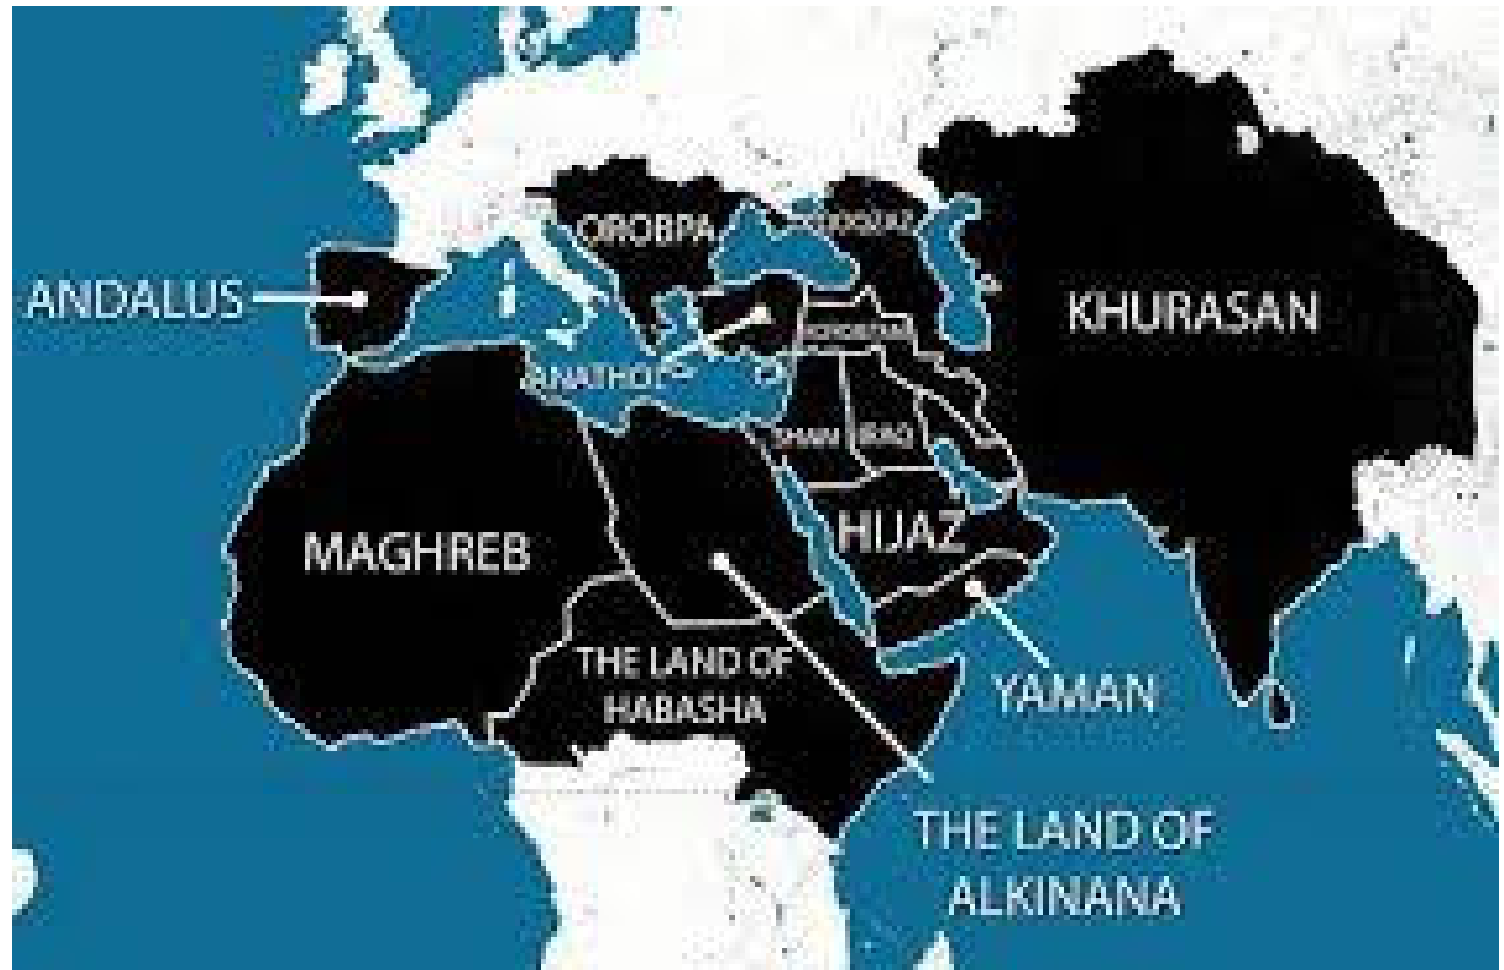 OROBPA
ANDALUS
KHURASAN
SHAM
IRAQ
MAGHREB
HIJAZ
THE LAND OF
HABASHA
YAMAN
THE LAND OF
ALKINANA